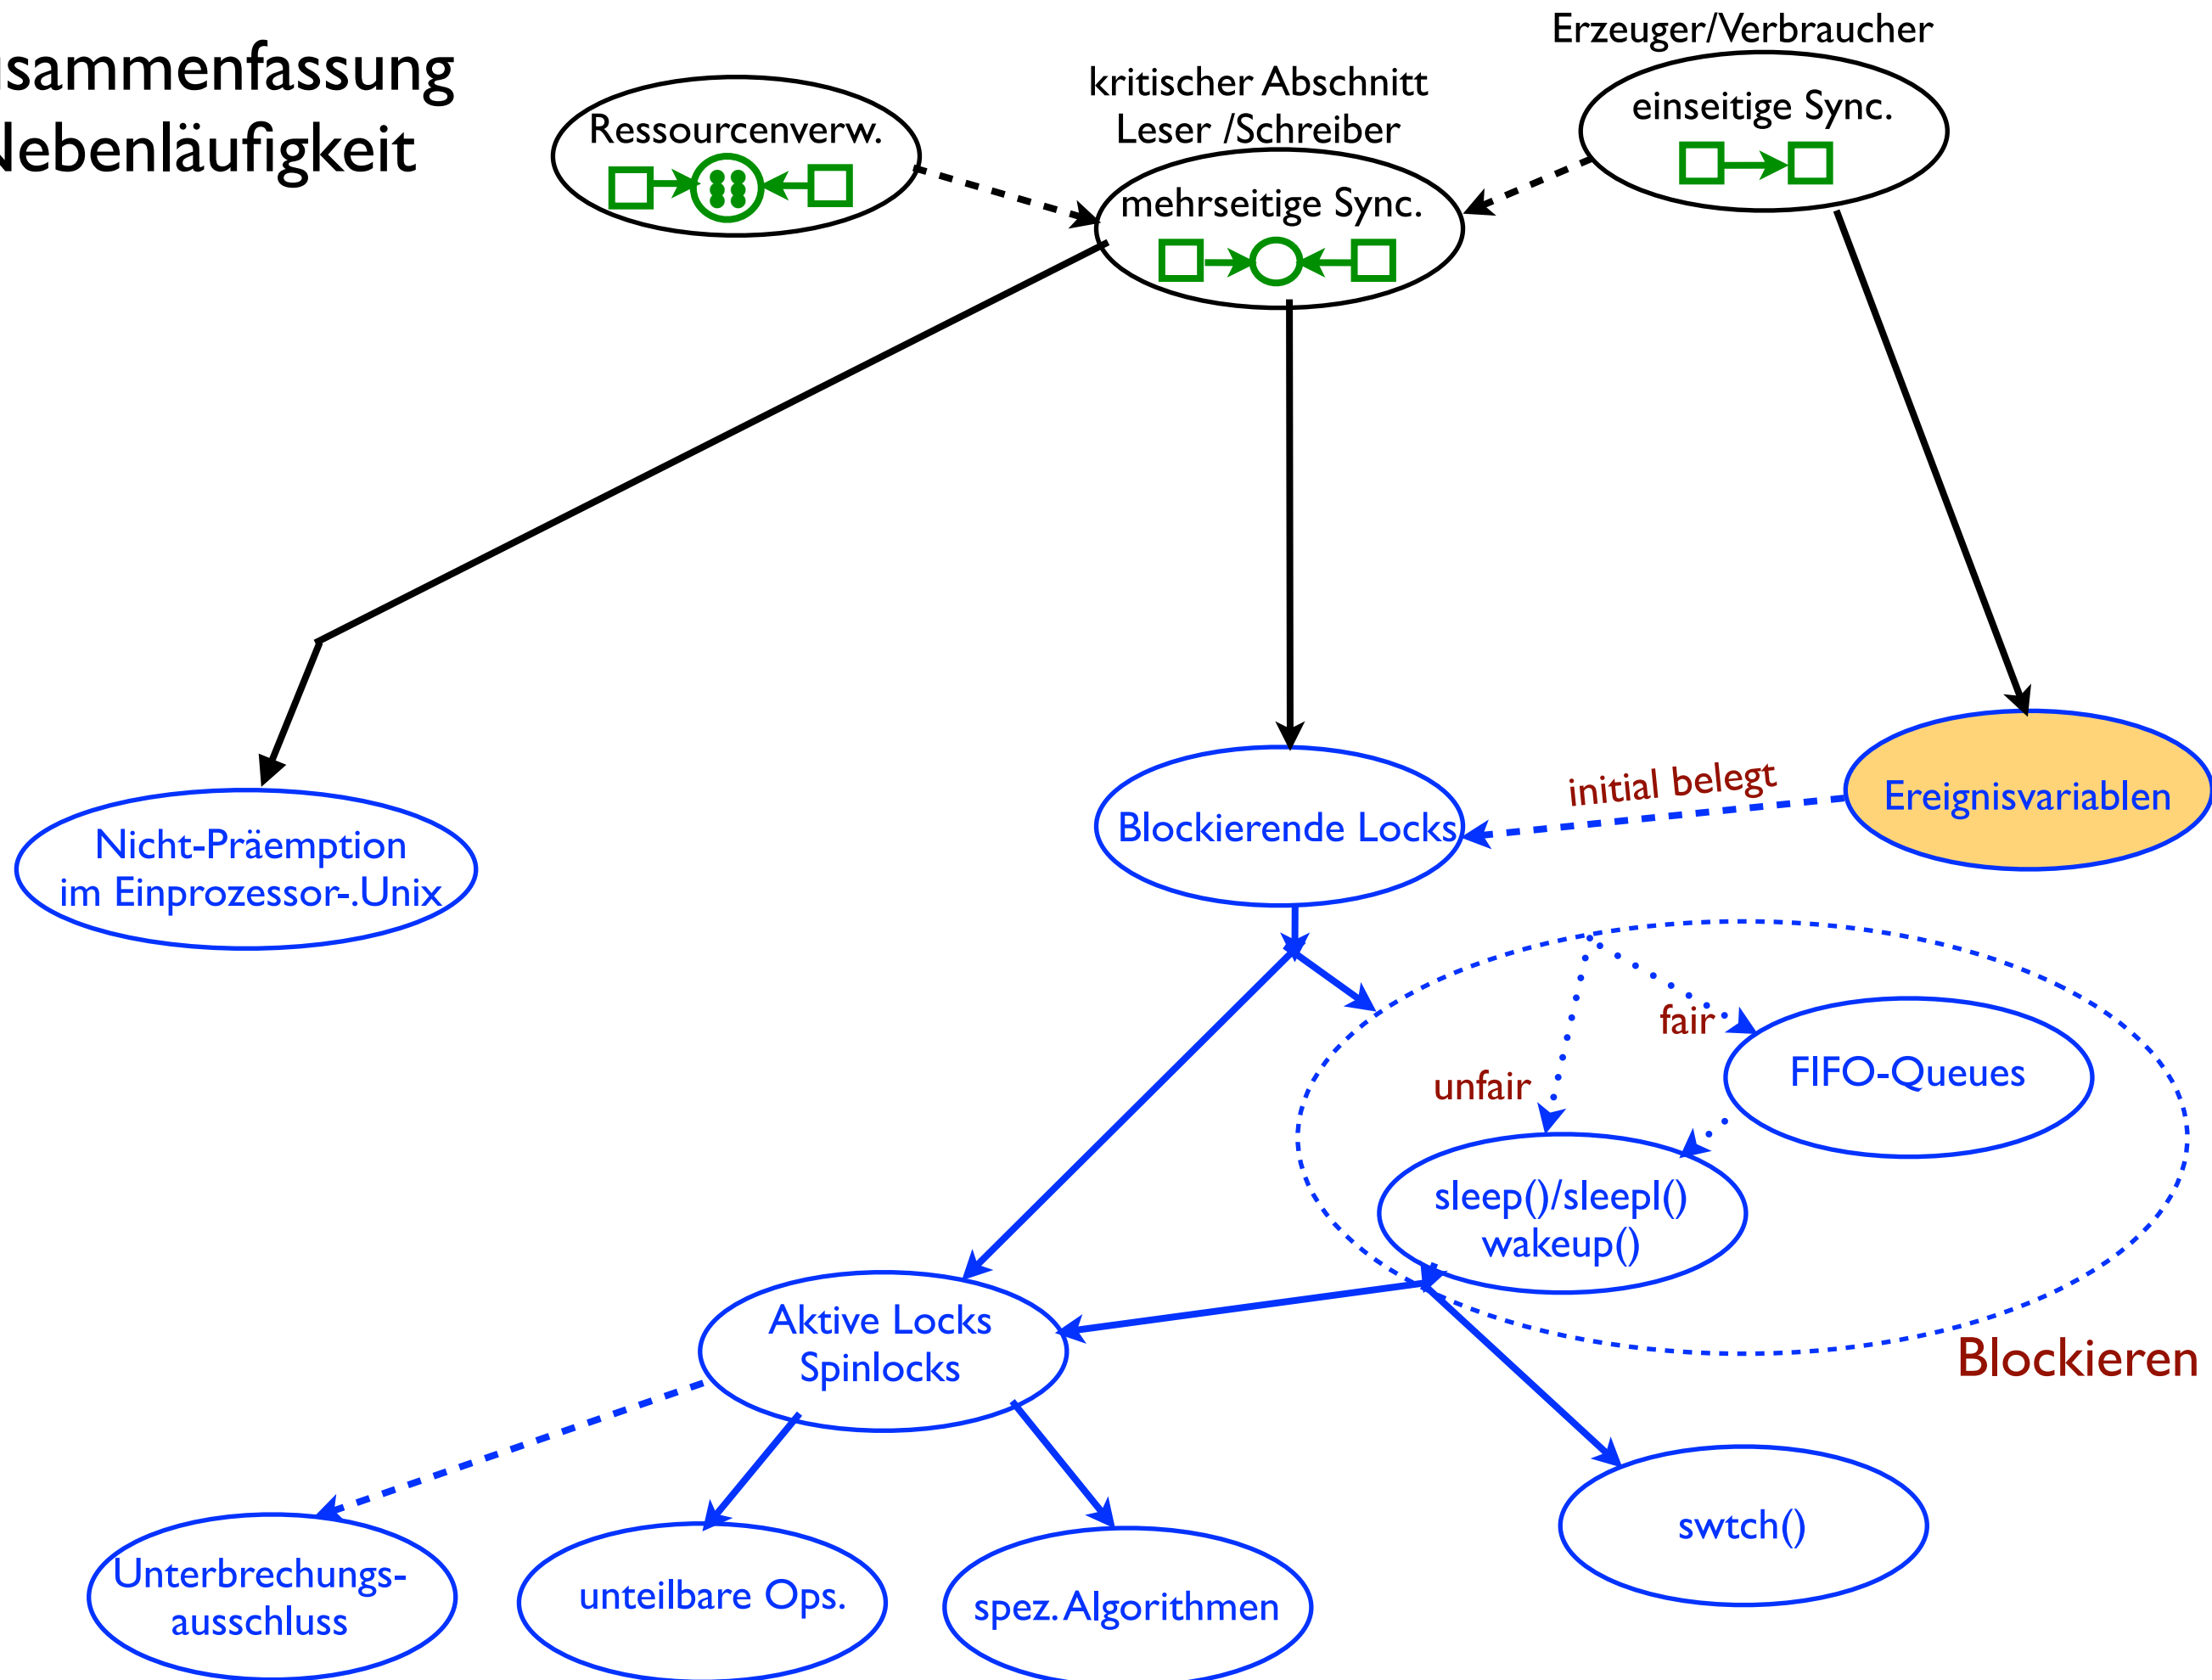 usammenfasssung
Nebenläufigkeit
Erzeuger/Verbraucher
einseitige Sync.
kritischer Abschnitt
Leser /Schreiber
mehrseitige Sync.
Ressourcenverw.
Nicht-Präemption
im Einprozessor-.Unix
Blockierende Locks
initial belegt
Ereignisvariablen
fair
unfair
FIFO-Queues
sleep()/sleepl()
wakeup()
Aktive Locks
Spinlocks
Blockieren
Unterbrechungs-
ausschluss
unteilbare Ops.
spez. Algorithmen
swtch()